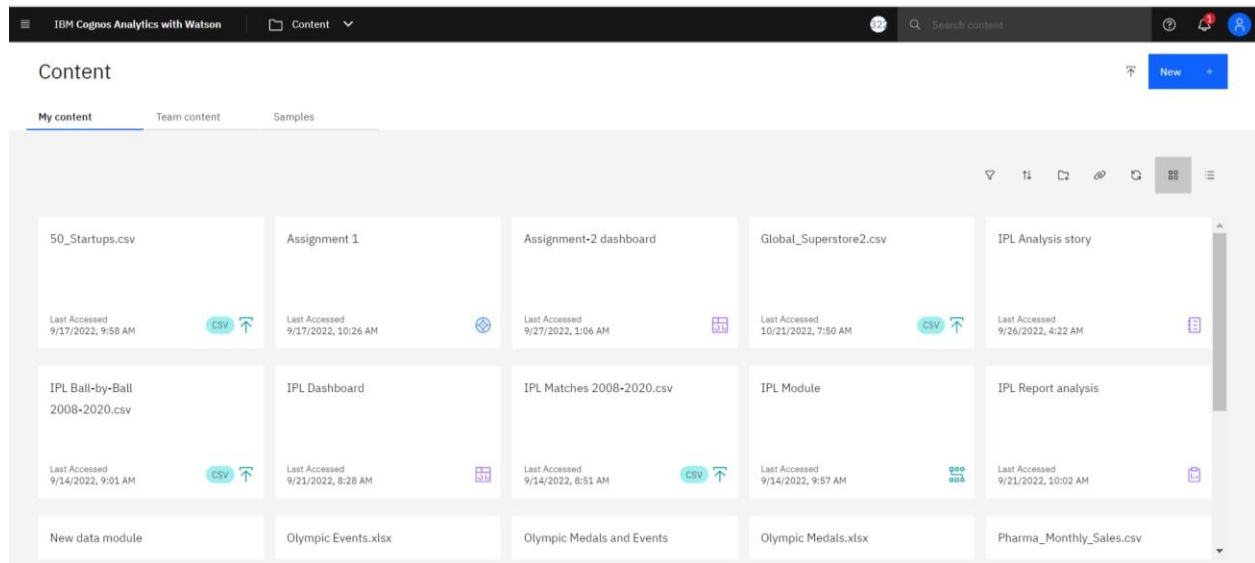 IBM Cognos Analytics with Watson
Content
Search content
1
Content
New +
My content
Team content
Samples
50_Startups.csv
Last Accessed
9/17/2022, 9:58 AM
CSV
Assignment 1
Last Accessed
9/17/2022, 10:26 AM
Assignment-2 dashboard
Last Accessed
9/27/2022, 1:06 AM
Global_Superstore2.csv
Last Accessed
10/21/2022, 7:50 AM
CSV
IPL Analysis story
Last Accessed
9/26/2022, 4:22 AM
IPL Ball-by-Ball
2008-2020.csv
Last Accessed
9/14/2022, 9:01 AM
CSV
IPL Dashboard
Last Accessed
9/21/2022, 8:28 AM
IPL Matches 2008-2020.csv
Last Accessed
9/14/2022, 8:51 AM
CSV
IPL Module
Last Accessed
9/14/2022, 9:57 AM
IPL Report analysis
Last Accessed
9/21/2022, 10:02 AM
New data module
Olympic Events.xlsx
Olympic Medals and Events
Olympic Medals.xlsx
Pharma_Monthly_Sales.csv